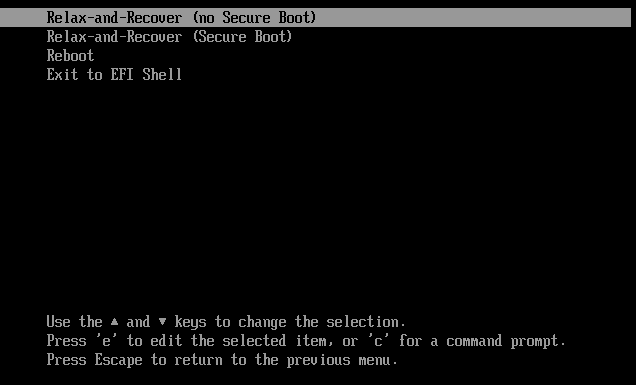 Relax-and-Recover (no Secure Boot)
Relax-and-Recover (Secure Boot)
Reboot
Exit to EFI Shell
Use the ▲ and ▼ keys to change the selection.
Press 'e' to edit the selected item, or 'c' for a command prompt.
Press Escape to return to the previous menu.